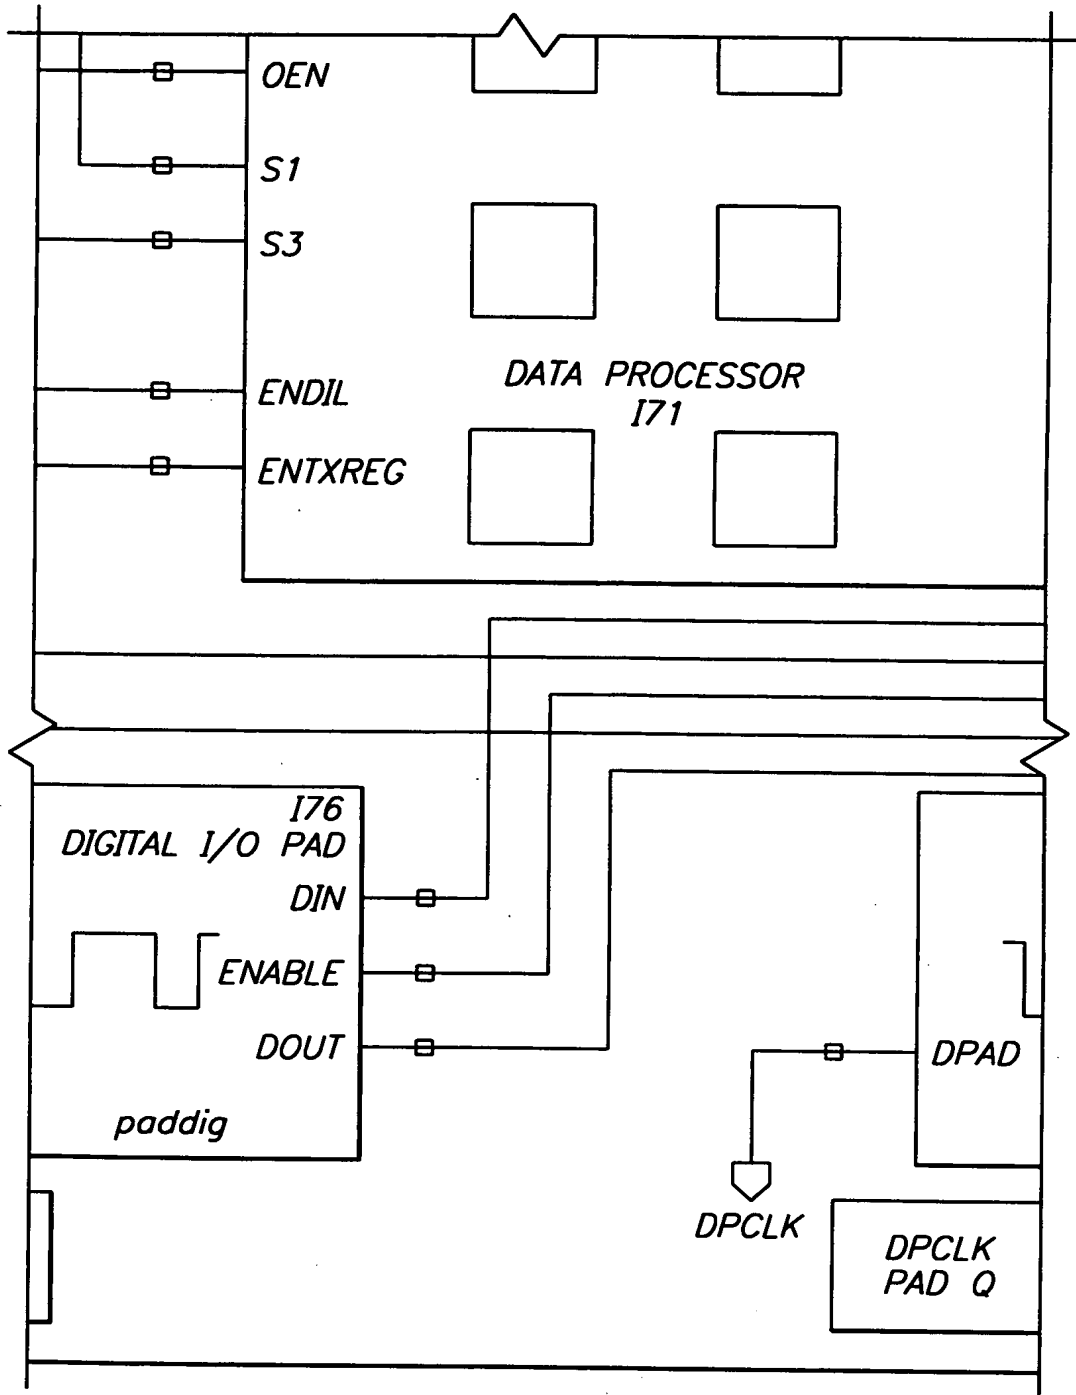 OEN
S1
S3
DATA PROCESSOR
I71
ENDIL
ENTXREG
I76
DIGITAL I/O PAD
DIN
ENABLE
DOUT
paddig
DPAD
DPCLK
DPCLK
PAD Q